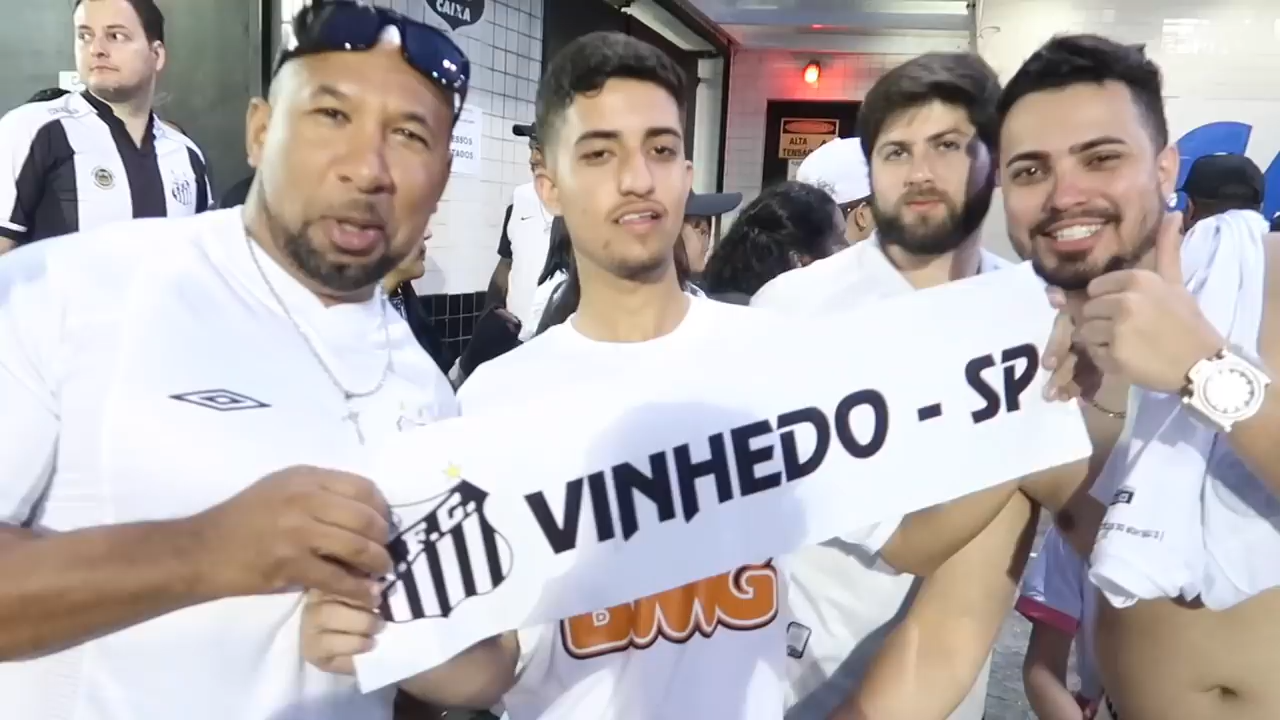 CAIXA
ALTA
TENSÃO
VINHEDO - SP
F.C.
BMG